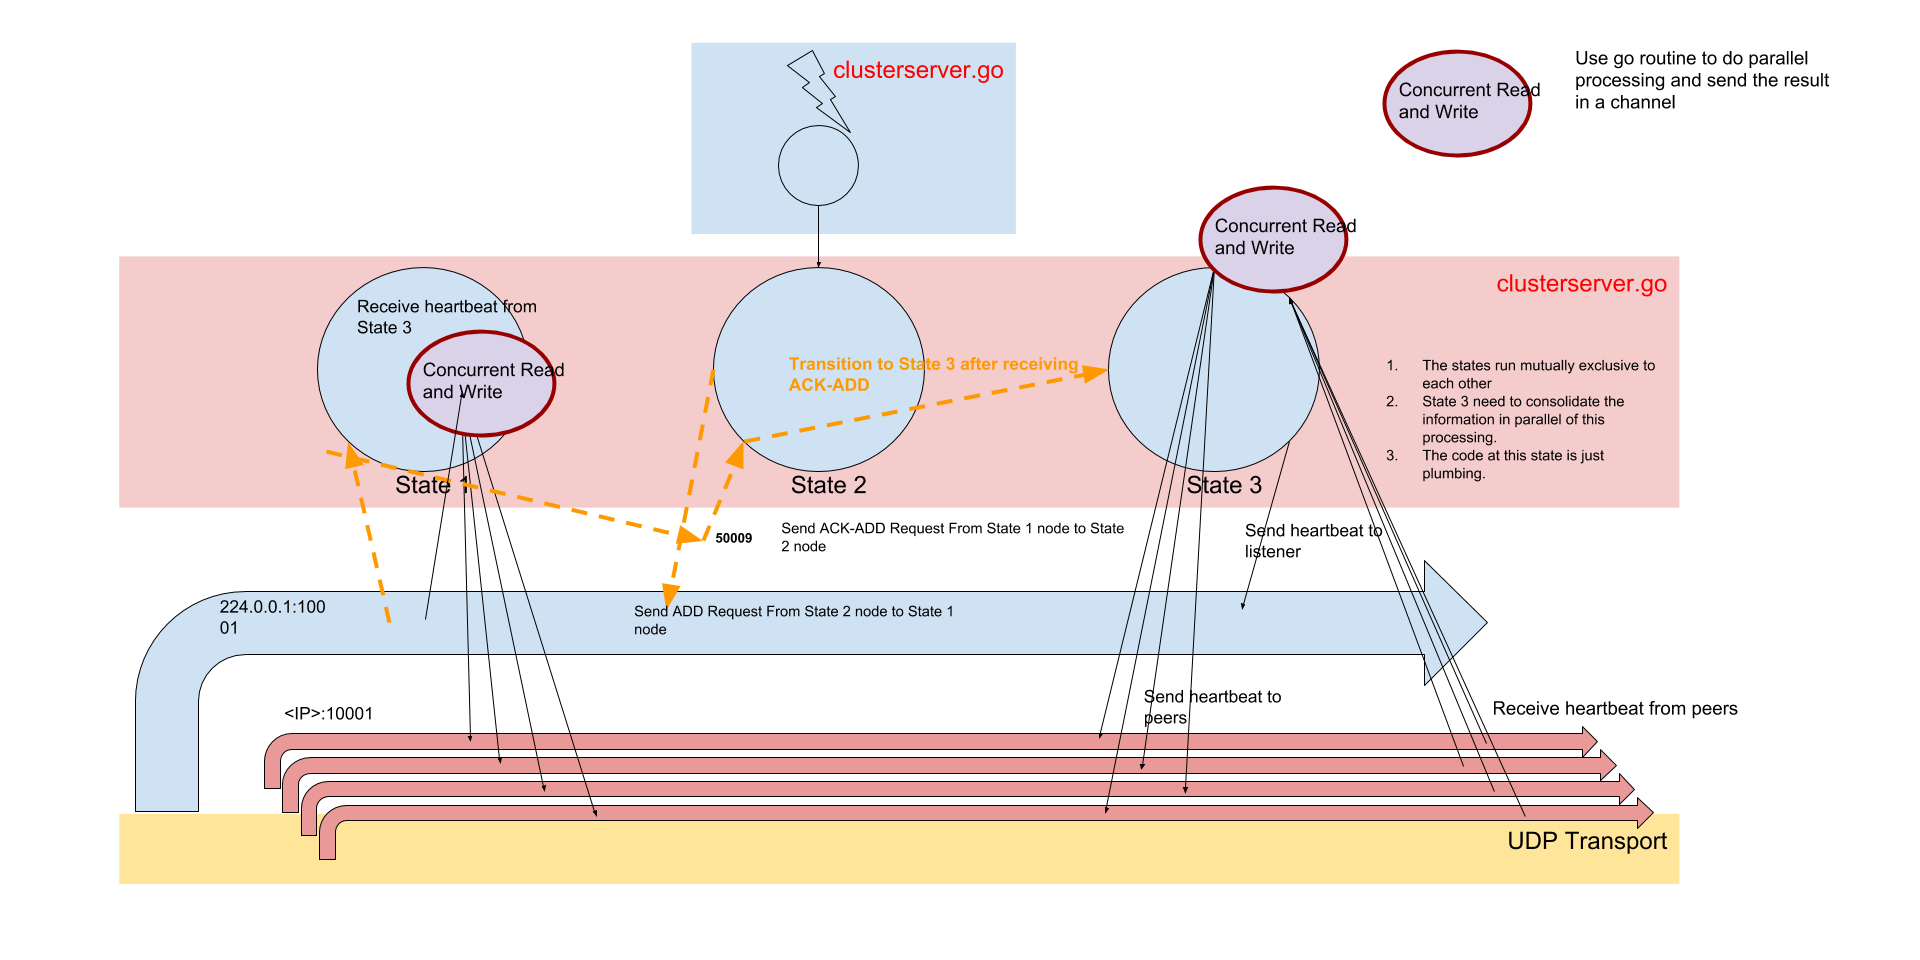 clusterserver.go
Concurrent Read
and Write
Use go routine to do parallel
processing and send the result
in a channel
Concurrent Read
and Write
clusterserver.go
Receive heartbeat from
State 3
Concurrent Read
and Write
Transition to State 3 after receiving
ACK-ADD
1. The states run mutually exclusive to
each other
2. State 3 need to consolidate the
information in parallel of this
processing.
3. The code at this state is just
plumbing.
State 1
State 2
State 3
50009
Send ACK-ADD Request From State 1 node to State
2 node
Send heartbeat to
listener
224.0.0.1:100
01
Send ADD Request From State 2 node to State 1
node
<IP>:10001
Send heartbeat to
peers
Receive heartbeat from peers
UDP Transport